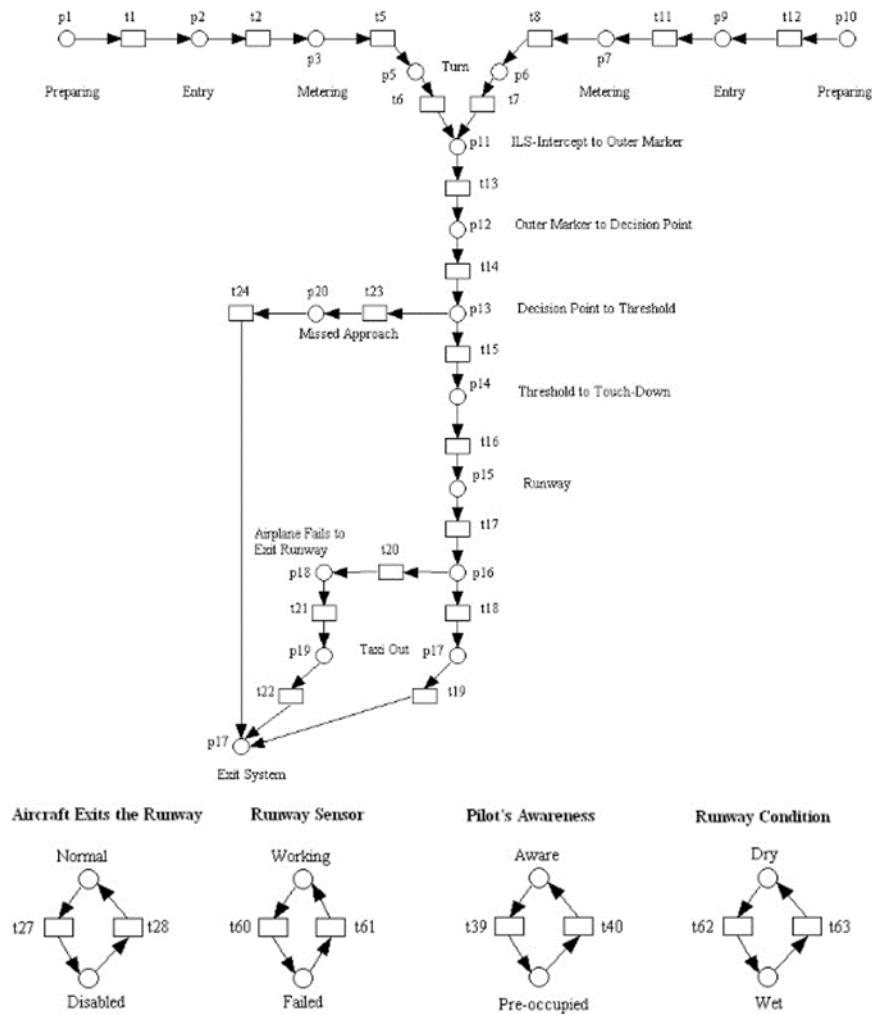 p1 t1 p2 t2 p3 t5 t8 p7 t11 p9 t12 p10
Preparing Entry Metering p5 Turn p6 Metering Entry Preparing
t6 t7
p11 ILS-Intercept to Outer Marker
t13
p12 Outer Marker to Decision Point
t14
t24 p20 t23 p13 Decision Point to Threshold
Missed Approach
t15
p14 Threshold to Touch-Down
t16
p15 Runway
t17
Airplane Fails to
Exit Runway
t20
p18 p16
t21 t18
p19 Taxi Out p17
t22 t19
p17
Exit System
Aircraft Exits the Runway Runway Sensor Pilot's Awareness Runway Condition
Normal Working Aware Dry
t27 t28 t60 t61 t39 t40 t62 t63
Disabled Failed Pre-occupied Wet